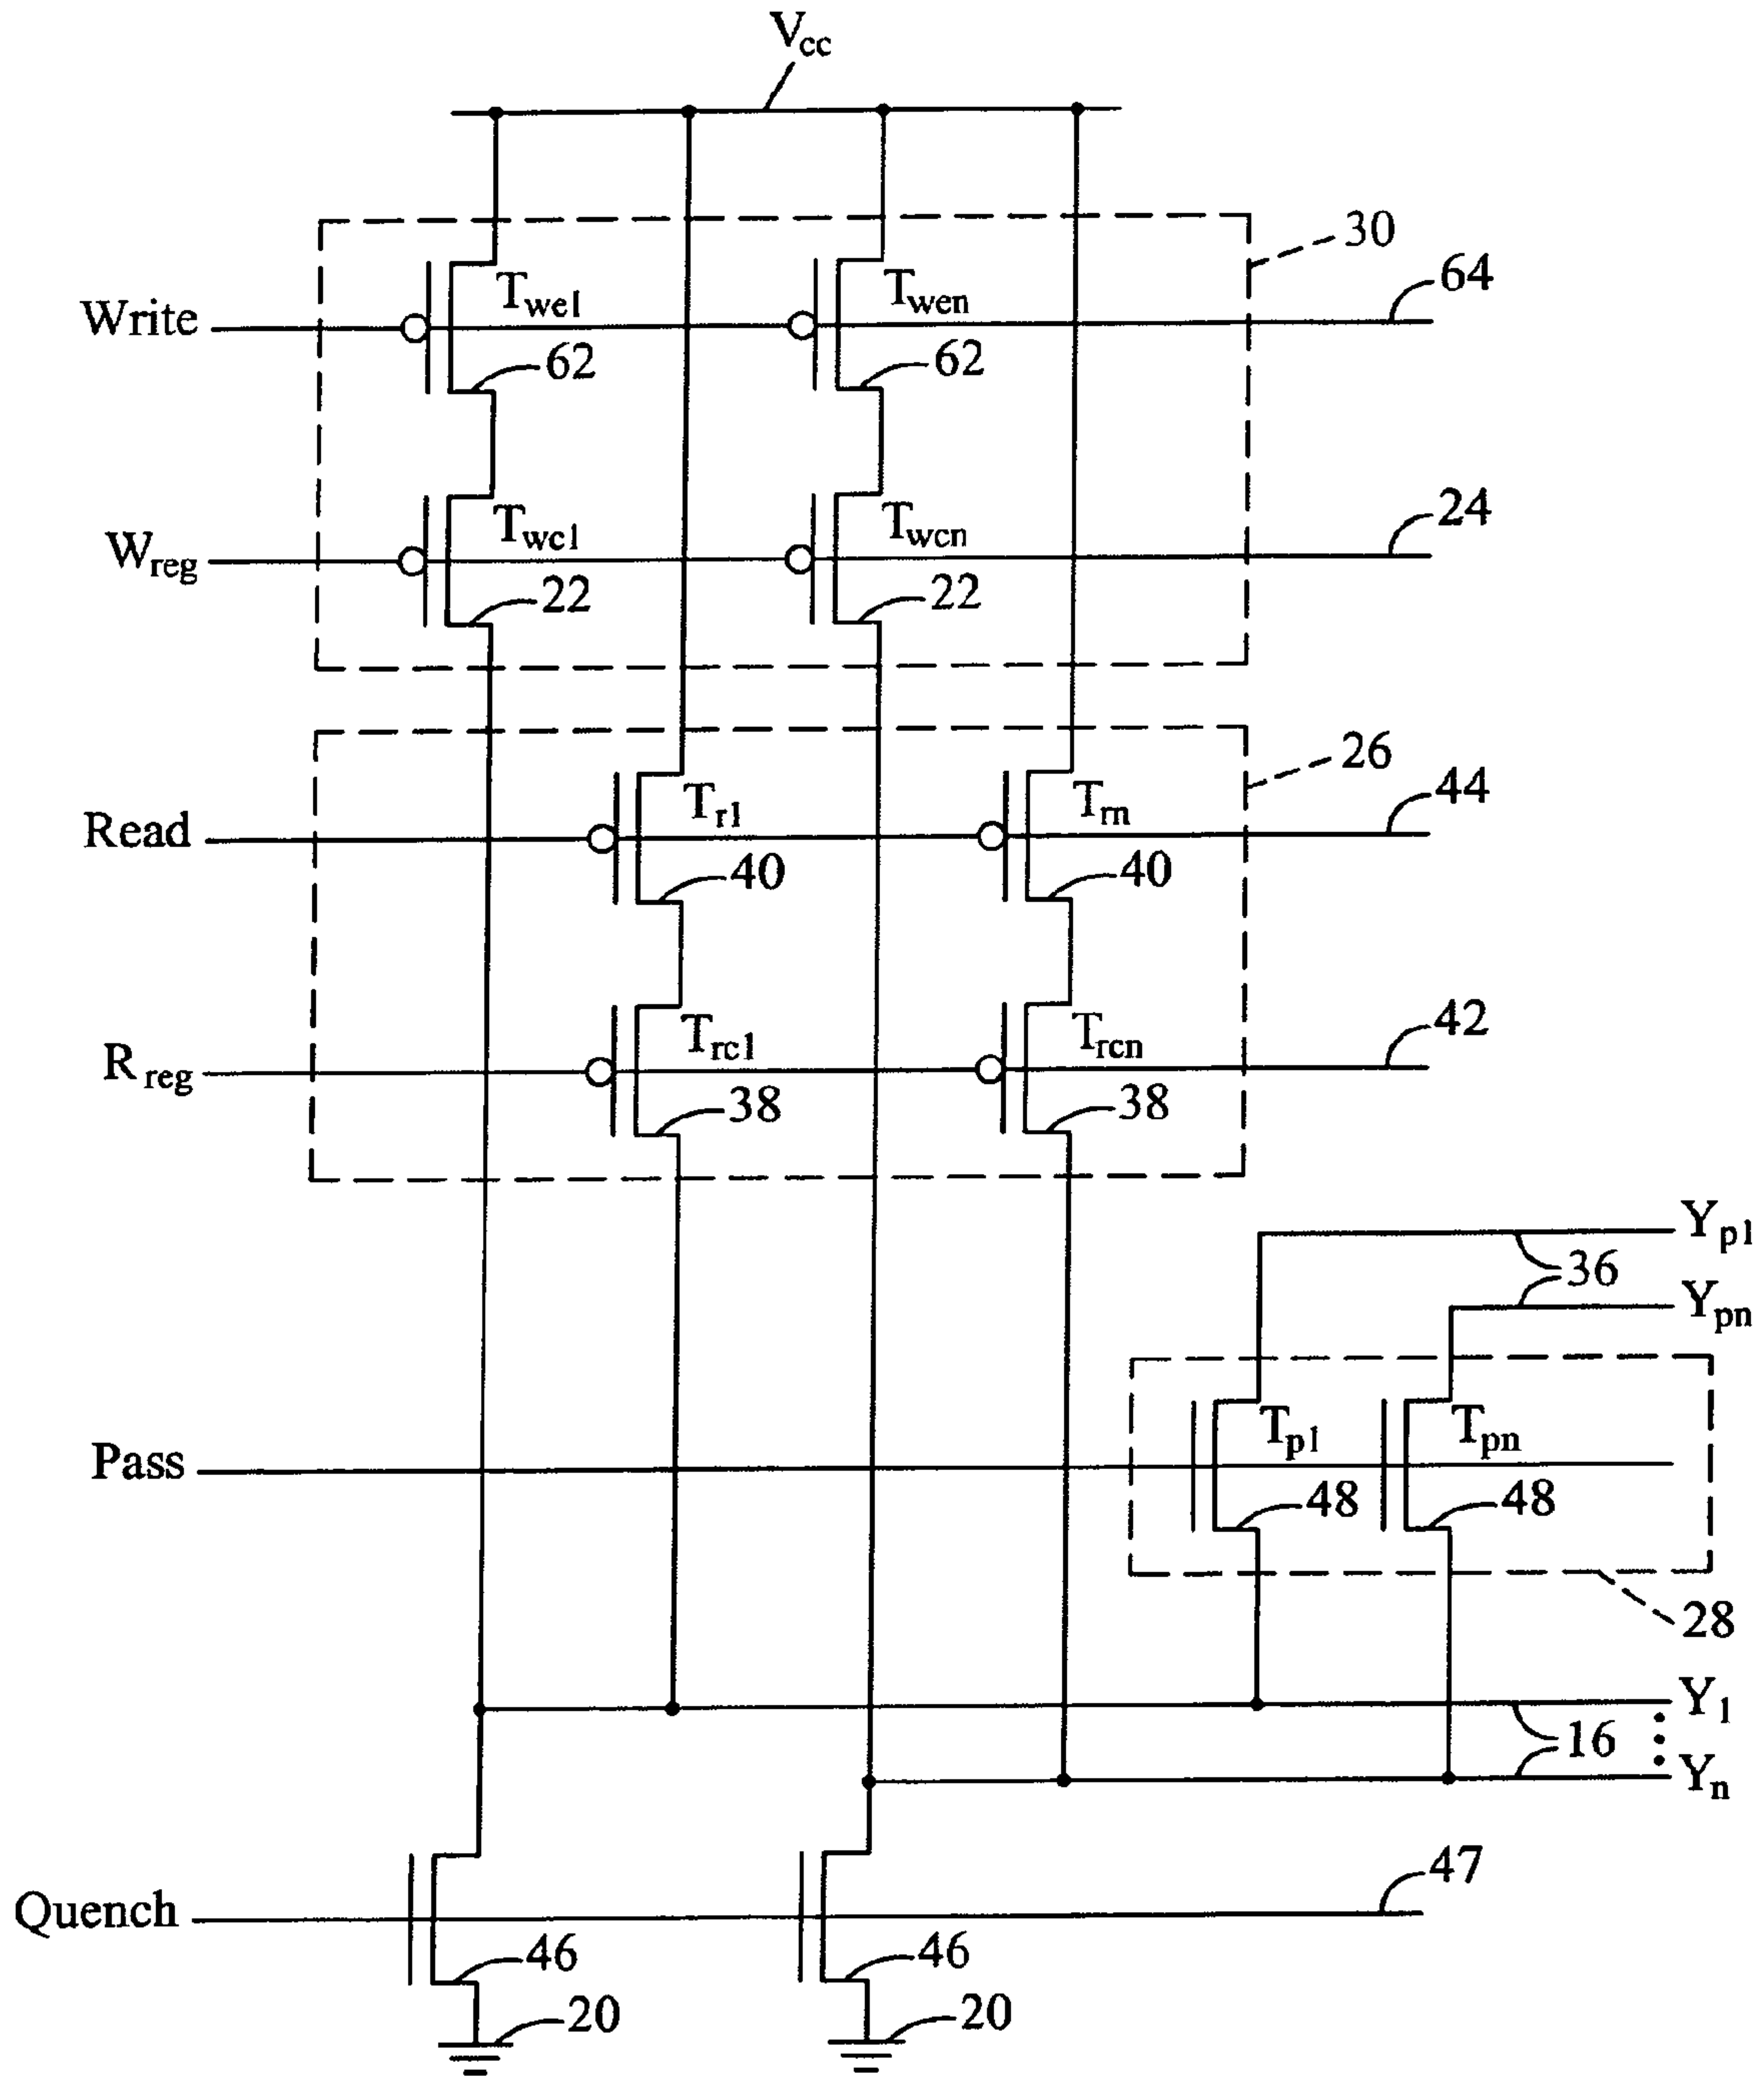 Vcc
30
64
Write
Twe1
Twen
62
62
24
Wreg
Twc1
Twcn
22
22
26
44
Read
Tr1
Trn
40
40
42
Rreg
Trc1
Trcn
38
38
Yp1
36
Ypn
Pass
Tp1
Tpn
48
48
28
Y1
16
Yn
47
Quench
46
46
20
20